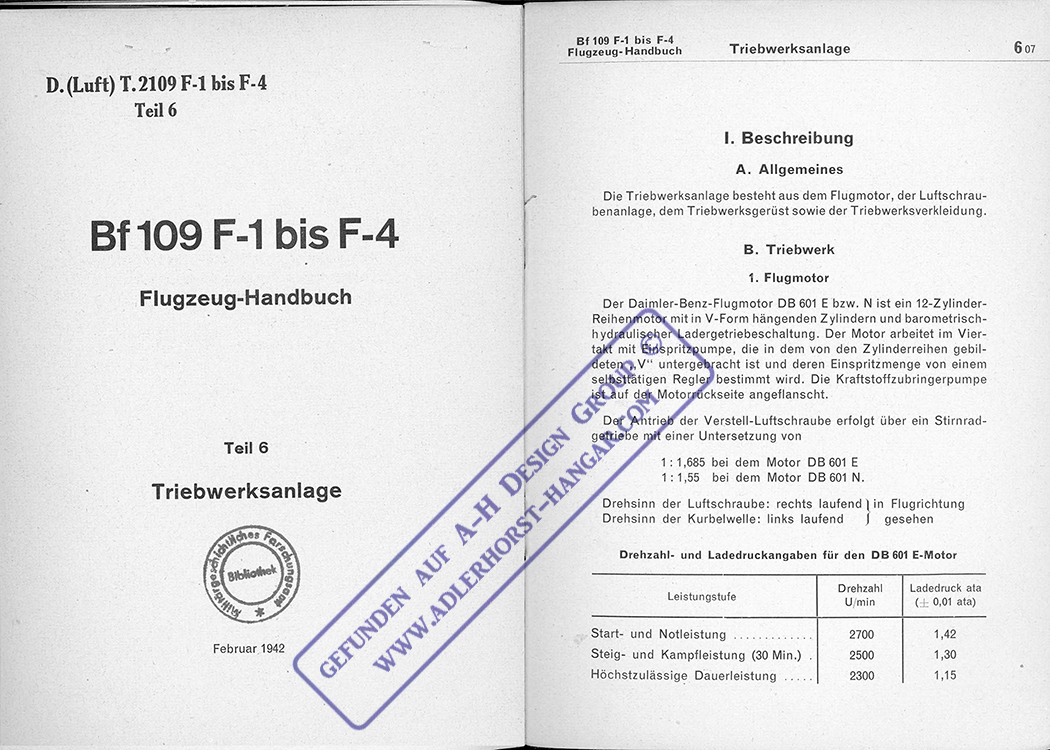 D.(Luft) T.2109 F-1 bis F-4
Teil 6
Bf 109 F-1 bis F-4
Flugzeug-Handbuch
Teil 6
Triebwerksanlage
Militärgeschichtliches Forschungsamt
Bibliothek
Februar 1942
GEFUNDEN AUF A-H DESIGN GROUP ©
WWW.ADLERHORST-HANGAR.COM
Bf 109 F-1 bis F-4
Flugzeug-Handbuch
Triebwerksanlage
6 07
I. Beschreibung
A. Allgemeines
Die Triebwerksanlage besteht aus dem Flugmotor, der Luftschrau-
benanlage, dem Triebwerksgerüst sowie der Triebwerksverkleidung.
B. Triebwerk
1. Flugmotor
Der Daimler-Benz-Flugmotor DB 601 E bzw. N ist ein 12-Zylinder-
Reihenmotor mit in V-Form hängenden Zylindern und barometrisch-
hydraulischer Ladergetriebeschaltung. Der Motor arbeitet im Vier-
takt mit Einspritzpumpe, die in dem von den Zylinderreihen gebil-
deten „V“ untergebracht ist und deren Einspritzmenge von einem
selbsttätigen Regler bestimmt wird. Die Kraftstoffzubringerpumpe
ist auf der Motorrückseite angeflanscht.
Der Antrieb der Verstell-Luftschraube erfolgt über ein Stirnrad-
getriebe mit einer Untersetzung von
1 : 1,685 bei dem Motor DB 601 E
1 : 1,55 bei dem Motor DB 601 N.
Drehsinn der Luftschraube: rechts laufend } in Flugrichtung
Drehsinn der Kurbelwelle: links laufend } gesehen
Drehzahl- und Ladedruckangaben für den DB 601 E-Motor
Leistungsstufe Drehzahl U/min Ladedruck ata (± 0,01 ata)
Start- und Notleistung . . . . . . . . . . . . . 2700 1,42
Steig- und Kampfleistung (30 Min.) . 2500 1,30
Höchstzulässige Dauerleistung . . . . . 2300 1,15